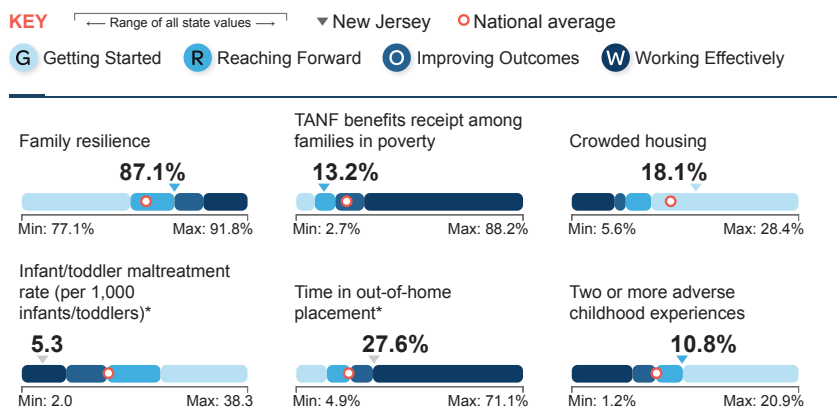 KEY
Range of all state values
New Jersey
National average
G Getting Started
R Reaching Forward
O Improving Outcomes
W Working Effectively
Family resilience
87.1%
Min: 77.1% Max: 91.8%
TANF benefits receipt among
families in poverty
13.2%
Min: 2.7% Max: 88.2%
Crowded housing
18.1%
Min: 5.6% Max: 28.4%
Infant/toddler maltreatment
rate (per 1,000
infants/toddlers)*
5.3
Min: 2.0 Max: 38.3
Time in out-of-home
placement*
27.6%
Min: 4.9% Max: 71.1%
Two or more adverse
childhood experiences
10.8%
Min: 1.2% Max: 20.9%